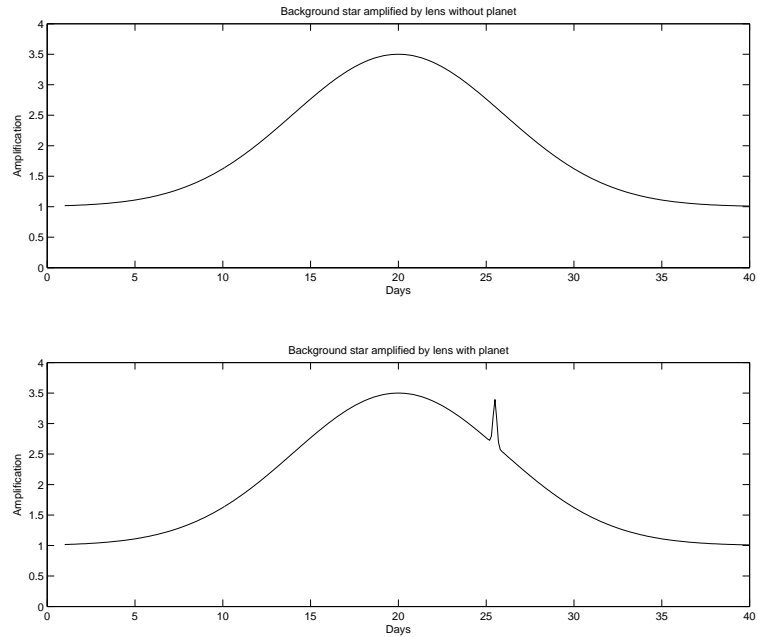 Background star amplified by lens without planet
4
3.5
3
2.5
2
1.5
1
0.5
0
Amplification
0 5 10 15 20 25 30 35 40
Days
Background star amplified by lens with planet
4
3.5
3
2.5
2
1.5
1
0.5
0
Amplification
0 5 10 15 20 25 30 35 40
Days